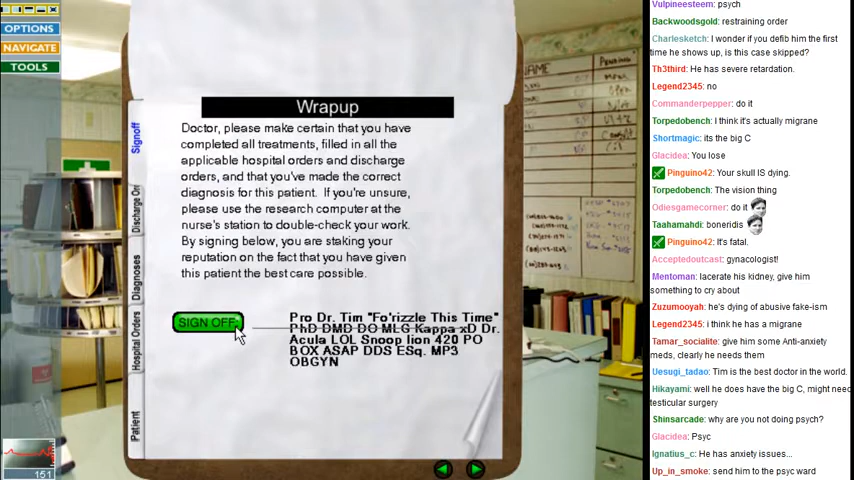 OPTIONS
NAVIGATE
TOOLS
Signoff
Discharge Or
Diagnoses
Hospital Orders
Patient
Wrapup
Doctor, please make certain that you have
completed all treatments, filled in all the
applicable hospital orders and discharge
orders, and that you've made the correct
diagnosis for this patient. If you're unsure,
please use the research computer at the
nurse's station to double-check your work.
By signing below, you are staking your
reputation on the fact that you have given
this patient the best care possible.
SIGN OFF
Pro Dr. Tim "Fo'rizzle This Time"
PhD DMD DO MLG Kappa xD Dr.
Acula LOL Snoop lion 420 PO
BOX ASAP DDS ESq. MP3
OBGYN
151
NAME
PENDING
Vulpineesteem: psych
Backwoodsgold: restraining order
Charlesketch: I wonder if you defib him the first
time he shows up, is this case skipped?
Th3third: He has severe retardation.
Legend2345: no
Commanderpepper: do it
Torpedobench: I think it's actually migrane
Shortmagic: its the big C
Glacidea: You lose
Pinguino42: Your skull IS dying.
Torpedobench: The vision thing
Odiesgamecorner: do it
Taahamahdi: boneridis
Pinguino42: It's fatal.
Acceptedoutcast: gynacologist!
Mentoman: lacerate his kidney, give him
something to cry about
Zuzumooyah: he's dying of abusive fake-ism
Legend2345: i think he has a migrane
Tamar_socialite: give him some Anti-anxiety
meds, clearly he needs them
Uesugi_tadao: Tim is the best doctor in the world.
Hikayami: well he does have the big C, might need
testicular surgery
Shinsarcade: why are you not doing psych?
Glacidea: Psyc
Ignatius_c: He has anxiety issues...
Up_in_smoke: send him to the psyc ward